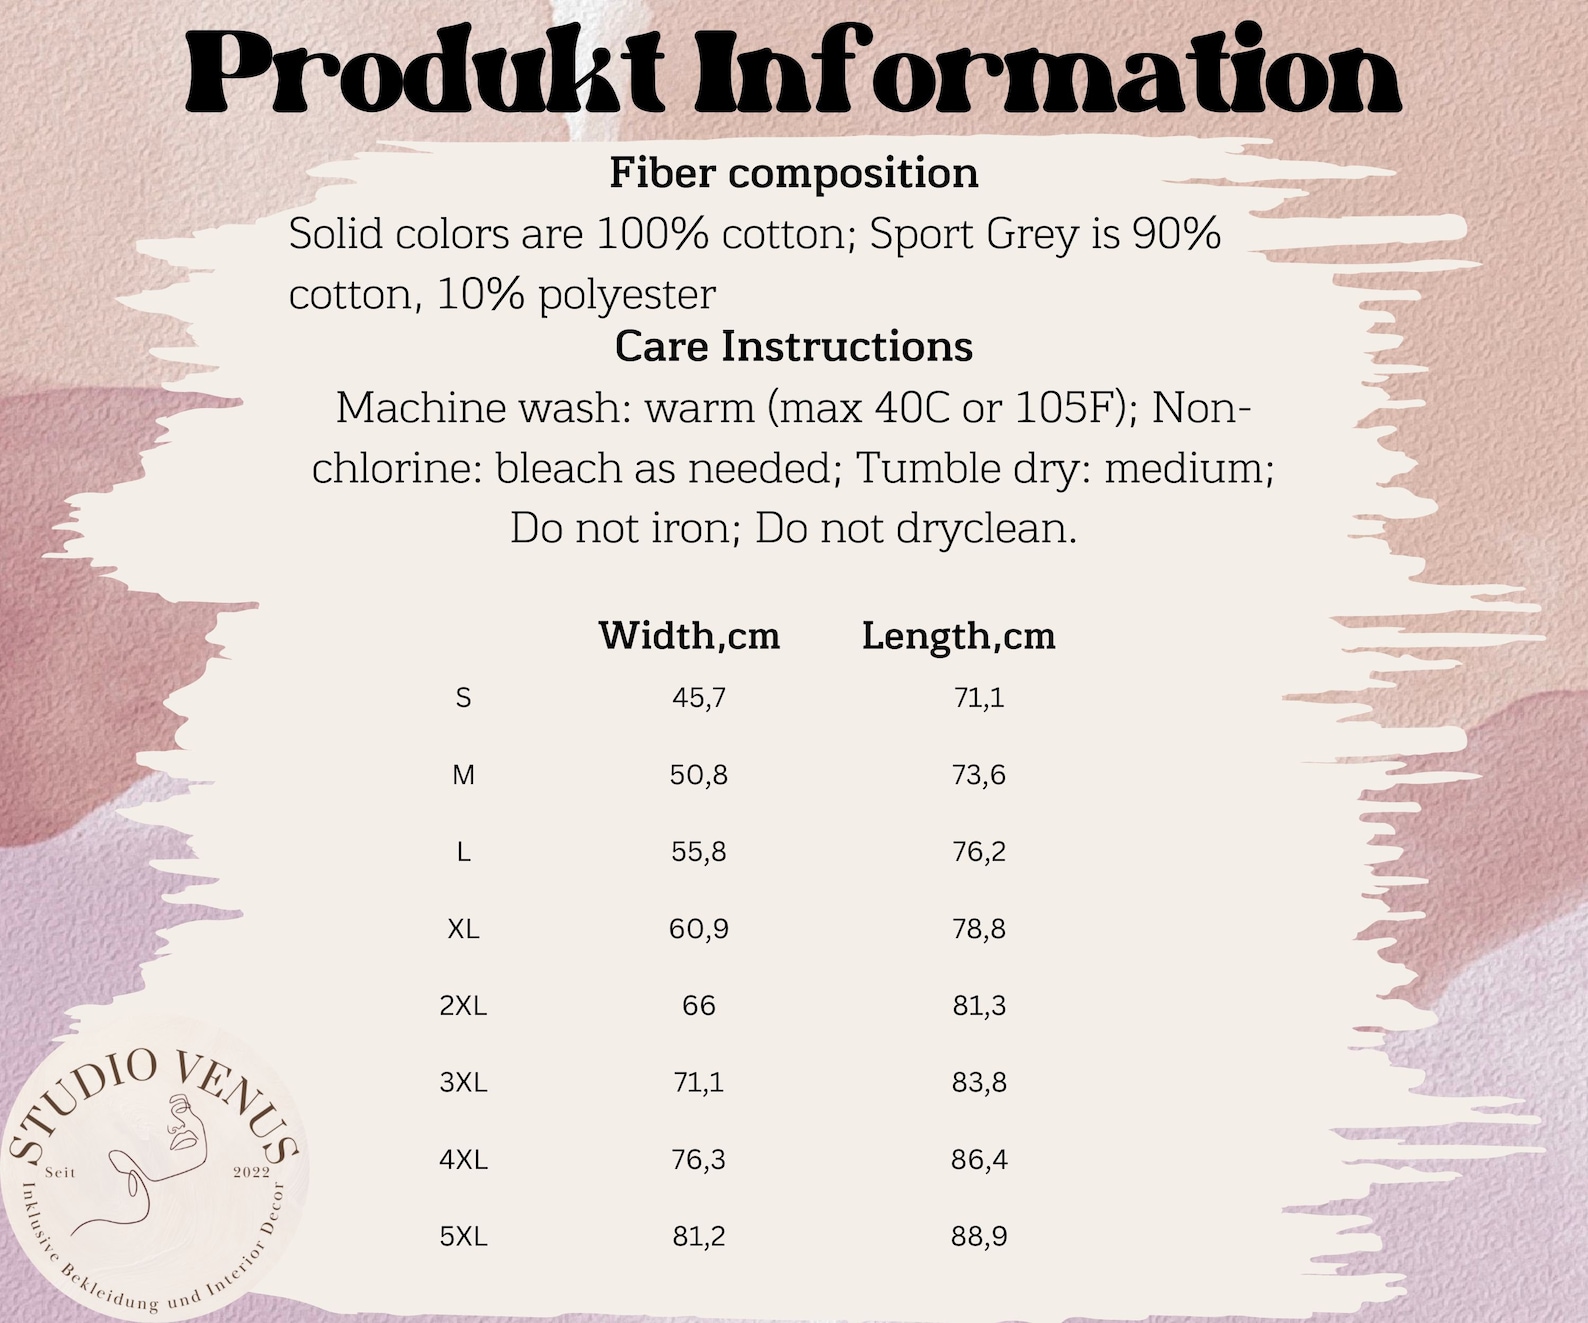 Produkt Information
Fiber composition
Solid colors are 100% cotton; Sport Grey is 90%
cotton, 10% polyester
Care Instructions
Machine wash: warm (max 40C or 105F); Non-
chlorine: bleach as needed; Tumble dry: medium;
Do not iron; Do not dryclean.
Width,cm Length,cm
S 45,7 71,1
M 50,8 73,6
L 55,8 76,2
XL 60,9 78,8
2XL 66 81,3
3XL 71,1 83,8
4XL 76,3 86,4
5XL 81,2 88,9
STUDIO VENUS
Seit 2022
Inklusive Bekleidung und Interior Decor